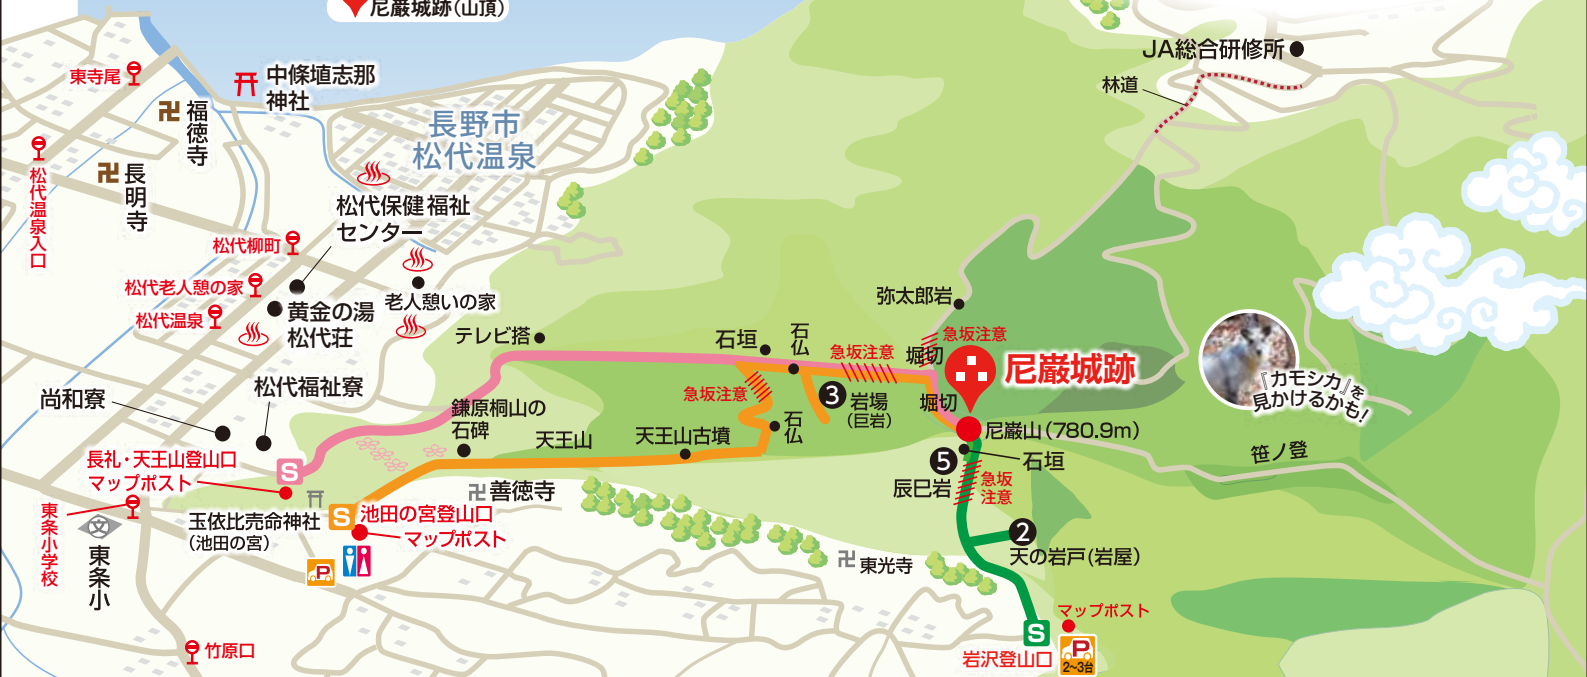 尼巌城跡(山頂)
JA総合研修所
林道
東寺尾
中條埴志那
神社
福徳寺
長野市
松代温泉
松代温泉入口
長明寺
松代保健福祉
センター
松代柳町
松代老人憩の家
松代温泉
黄金の湯
松代荘
老人憩いの家
弥太郎岩
テレビ搭
石垣
石仏
急坂注意
堀切
急坂注意
尼巌城跡
『カモシカ』を
見かけるかも!
急坂注意
3
岩場
(巨岩)
堀切
尚和寮
松代福祉寮
鎌原桐山の
石碑
天王山
天王山古墳
石仏
尼巌山(780.9m)
笹ノ登
5
石垣
辰巳岩
急坂
注意
長礼・天王山登山口
マップポスト
S
善徳寺
東条小学校
文
東条小
玉依比売命神社
(池田の宮)
S
池田の宮登山口
マップポスト
P
2
天の岩戸(岩屋)
東光寺
マップポスト
S
岩沢登山口
P
2~3台
竹原口